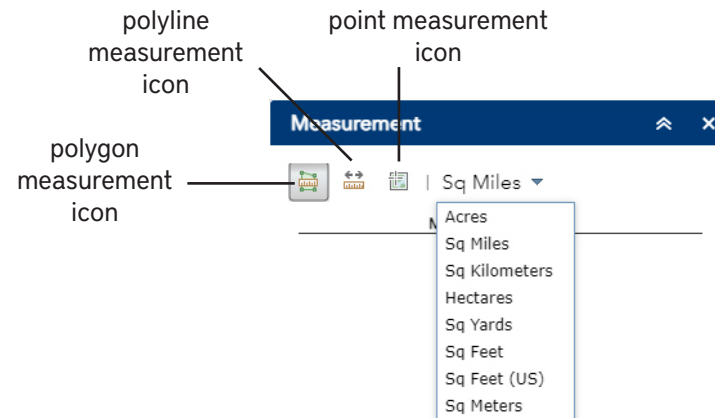 polyline
measurement
icon
point measurement
icon
polygon
measurement
icon
Measurement
Sq Miles
Acres
Sq Miles
Sq Kilometers
Hectares
Sq Yards
Sq Feet
Sq Feet (US)
Sq Meters